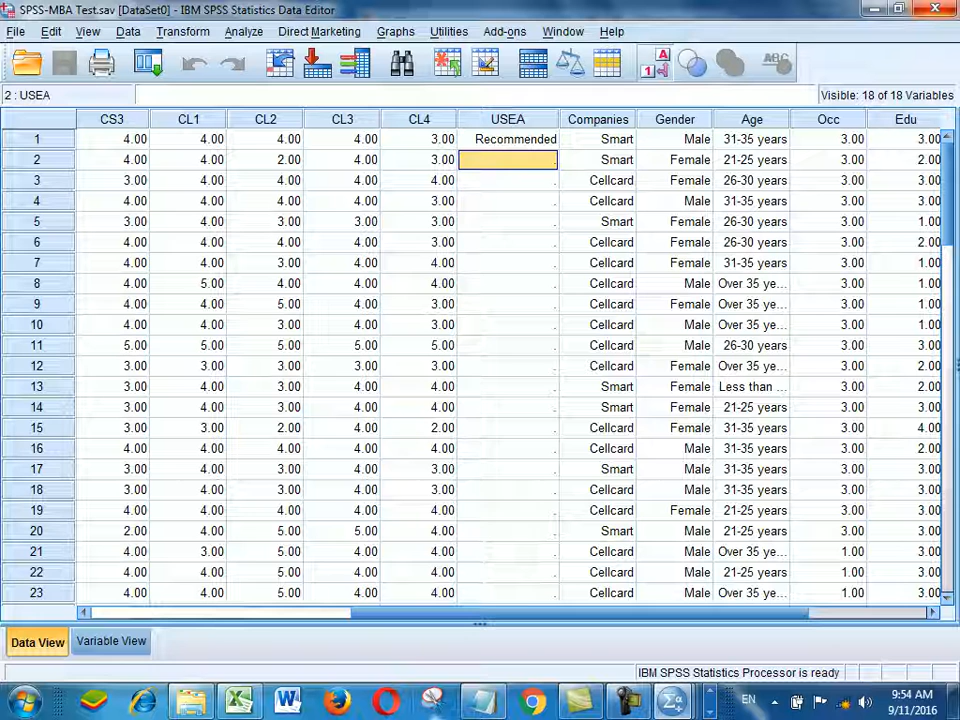 SPSS-MBA Test.sav [DataSet0] - IBM SPSS Statistics Data Editor
File Edit View Data Transform Analyze Direct Marketing Graphs Utilities Add-ons Window Help
2 : USEA Visible: 18 of 18 Variables
CS3 CL1 CL2 CL3 CL4 USEA Companies Gender Age Occ Edu
1 4.00 4.00 4.00 4.00 3.00 Recommended Smart Male 31-35 years 3.00 3.00
2 4.00 4.00 2.00 4.00 3.00 . Smart Female 21-25 years 3.00 2.00
3 3.00 4.00 4.00 4.00 4.00 . Cellcard Female 26-30 years 3.00 3.00
4 4.00 4.00 4.00 4.00 3.00 . Cellcard Male 31-35 years 3.00 3.00
5 3.00 4.00 3.00 3.00 3.00 . Smart Female 26-30 years 3.00 1.00
6 4.00 4.00 4.00 4.00 3.00 . Cellcard Female 26-30 years 3.00 2.00
7 4.00 4.00 3.00 4.00 4.00 . Cellcard Female 31-35 years 3.00 1.00
8 4.00 5.00 4.00 4.00 4.00 . Cellcard Male Over 35 ye... 3.00 1.00
9 4.00 4.00 5.00 4.00 3.00 . Cellcard Female Over 35 ye... 3.00 3.00
10 4.00 4.00 3.00 4.00 3.00 . Cellcard Male Over 35 ye... 3.00 1.00
11 5.00 5.00 5.00 5.00 5.00 . Cellcard Male 26-30 years 3.00 3.00
12 3.00 3.00 3.00 3.00 4.00 . Cellcard Female Over 35 ye... 3.00 2.00
13 3.00 4.00 4.00 4.00 3.00 . Smart Female Less than ... 3.00 2.00
14 3.00 4.00 3.00 4.00 4.00 . Smart Female 21-25 years 3.00 3.00
15 3.00 3.00 2.00 4.00 2.00 . Cellcard Female 31-35 years 3.00 4.00
16 4.00 4.00 4.00 4.00 4.00 . Cellcard Male 31-35 years 3.00 2.00
17 3.00 4.00 4.00 4.00 3.00 . Smart Male 31-35 years 3.00 3.00
18 3.00 4.00 3.00 4.00 3.00 . Cellcard Male 31-35 years 3.00 3.00
19 4.00 4.00 4.00 4.00 4.00 . Cellcard Female 21-25 years 3.00 3.00
20 2.00 4.00 5.00 5.00 4.00 . Smart Male 21-25 years 3.00 3.00
21 4.00 3.00 5.00 4.00 4.00 . Cellcard Male Over 35 ye... 1.00 3.00
22 4.00 4.00 5.00 4.00 4.00 . Cellcard Male 21-25 years 1.00 3.00
23 4.00 4.00 5.00 4.00 4.00 . Cellcard Male Over 35 ye... 1.00 3.00
Data View Variable View
IBM SPSS Statistics Processor is ready
EN 9:54 AM
9/11/2016